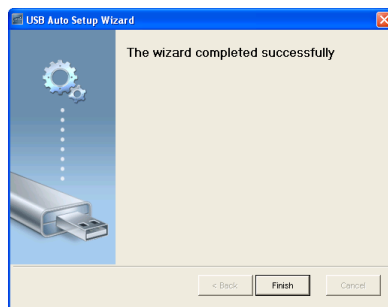 USB Auto Setup Wizard
The wizard completed successfully
< Back
Finish
Cancel